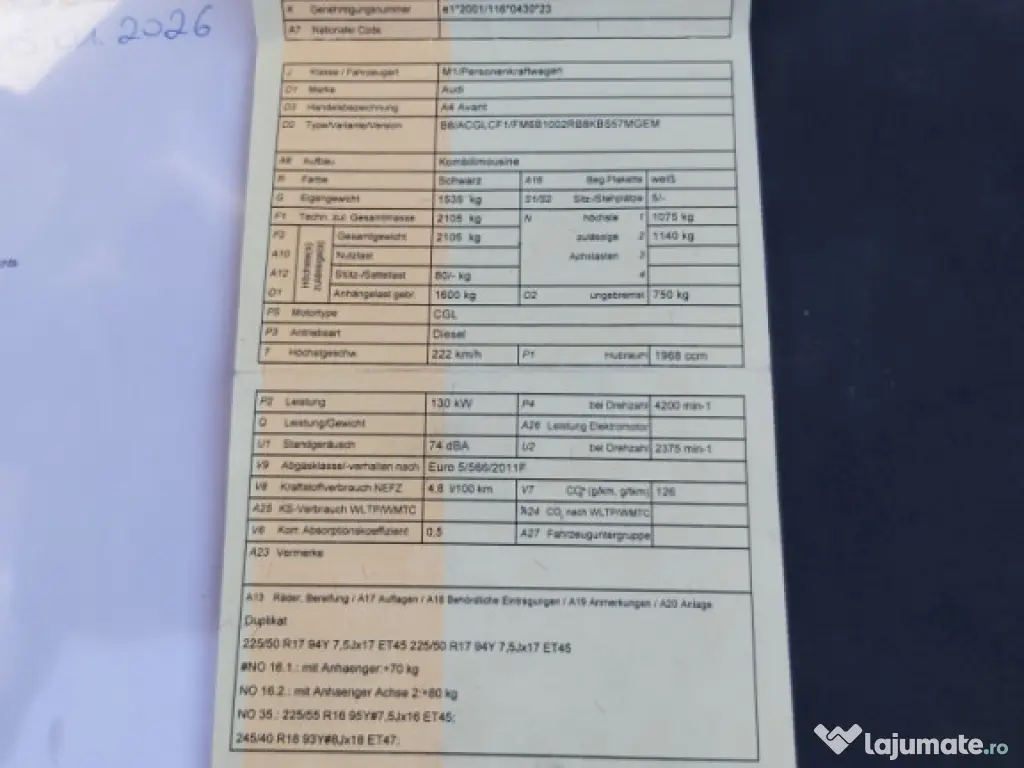 2026
K Genehmigungsnummer e1*2001/116*0430*23
A7 Nationaler Code
J Klasse / Fahrzeugart M1/Personenkraftwagen
D1 Marke Audi
D3 Handelsbezeichnung A4 Avant
D2 Type/Variante/Version B8/ACGLCF1/FM6B1002RB8KBS57MGEM
A8 Aufbau Kombilimousine
R Farbe Schwarz A16 Beg.Plakette weiß
G Eigengewicht 1535 kg S1/S2 Sitz-/Stehplätze 5/-
F1 Techn. zul. Gesamtmasse 2105 kg N höchste 1 1075 kg
F2 Höchste(s) zulässige(s) Gesamtgewicht 2105 kg zulässige 2 1140 kg
A10 Nutzlast Achslasten 3
A12 Stütz-/Sattellast 80/- kg 4
O1 Anhängelast gebr. 1600 kg O2 ungebremst 750 kg
P5 Motortype CGL
P3 Antriebsart Diesel
T Höchstgeschw. 222 km/h P1 Hubraum 1968 ccm
P2 Leistung 130 kW P4 bei Drehzahl 4200 min-1
Q Leistung/Gewicht A26 Leistung Elektromotor
U1 Standgeräusch 74 dBA U2 bei Drehzahl 2375 min-1
V9 Abgasklasse/-verhalten nach Euro 5/566/2011F
V8 Kraftstoffverbrauch NEFZ 4,8 l/100 km V7 CO₂ (g/km, g/tkm) 126
A25 KS-Verbrauch WLTP/WMTC A24 CO₂ nach WLTP/WMTC
V6 Korr. Absorptionskoeffizient 0,5 A27 Fahrzeuguntergruppe
A23 Vermerke
A13 Räder, Bereifung / A17 Auflagen / A18 Behördliche Eintragungen / A19 Anmerkungen / A20 Anlage
Duplikat
225/50 R17 94Y 7,5Jx17 ET45 225/50 R17 94Y 7,5Jx17 ET45
#NO 16.1.: mit Anhaenger:+70 kg
NO 16.2.: mit Anhaenger Achse 2:+80 kg
NO 35.: 225/55 R16 95Y#7,5Jx16 ET45;
245/40 R18 93Y#8Jx18 ET47;
lajumate.ro